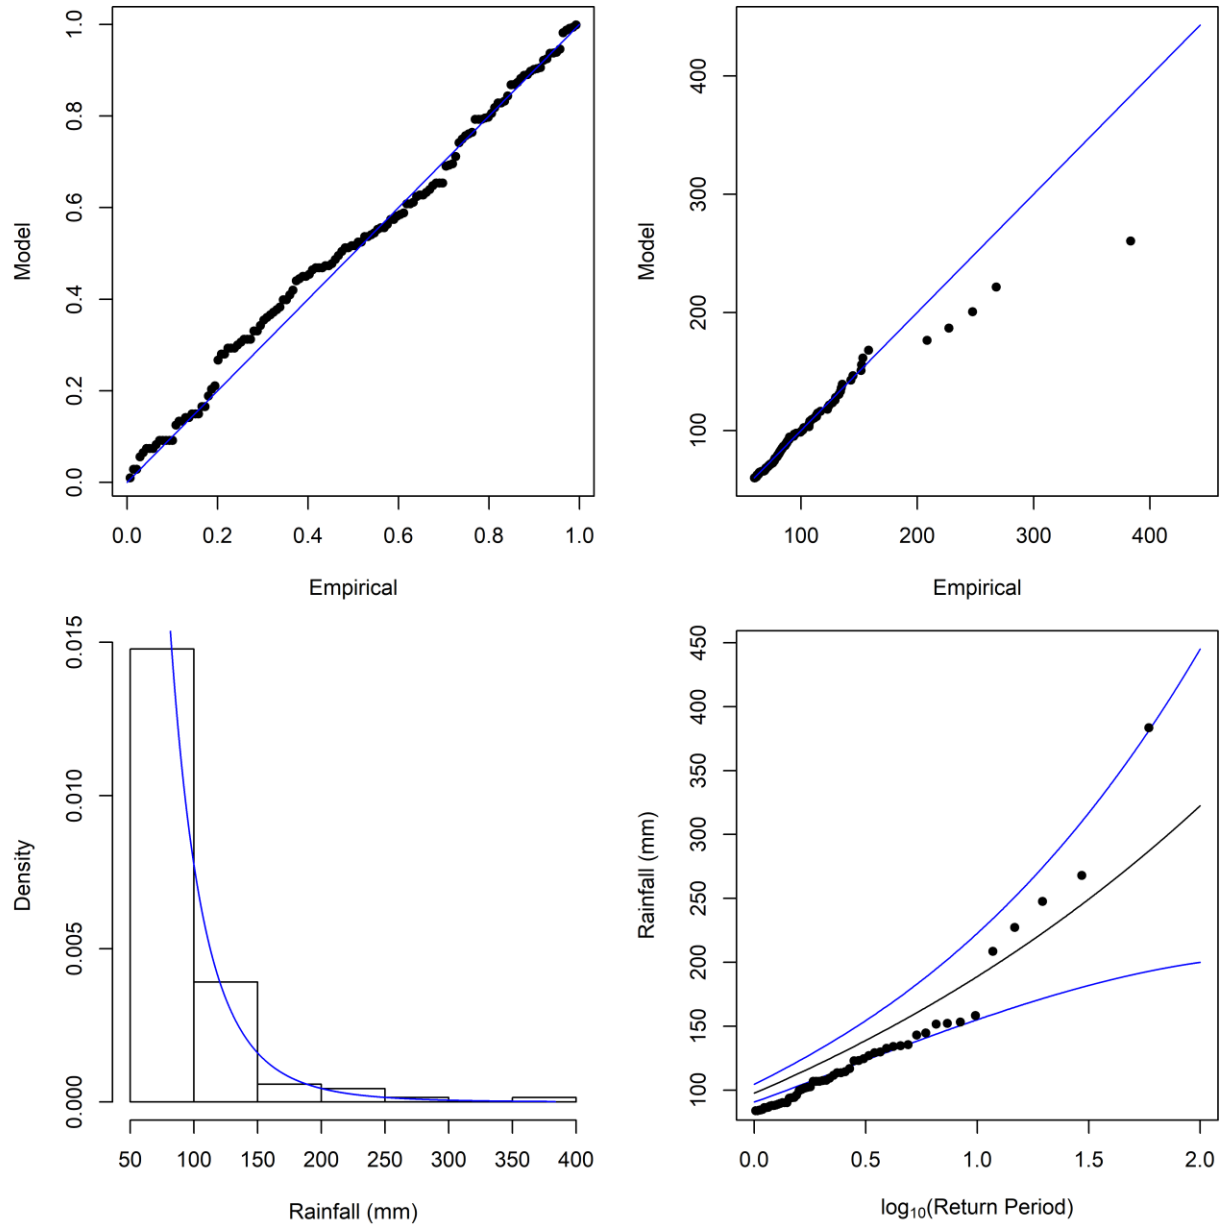 1.0
0.8
0.6
0.4
0.2
0.0
Model
0.0 0.2 0.4 0.6 0.8 1.0
Empirical
400
300
200
100
Model
100 200 300 400
Empirical
0.015
0.010
0.005
0.000
Density
50 100 150 200 250 300 350 400
Rainfall (mm)
450
400
350
300
250
200
150
100
Rainfall (mm)
0.0 0.5 1.0 1.5 2.0
log₁₀(Return Period)